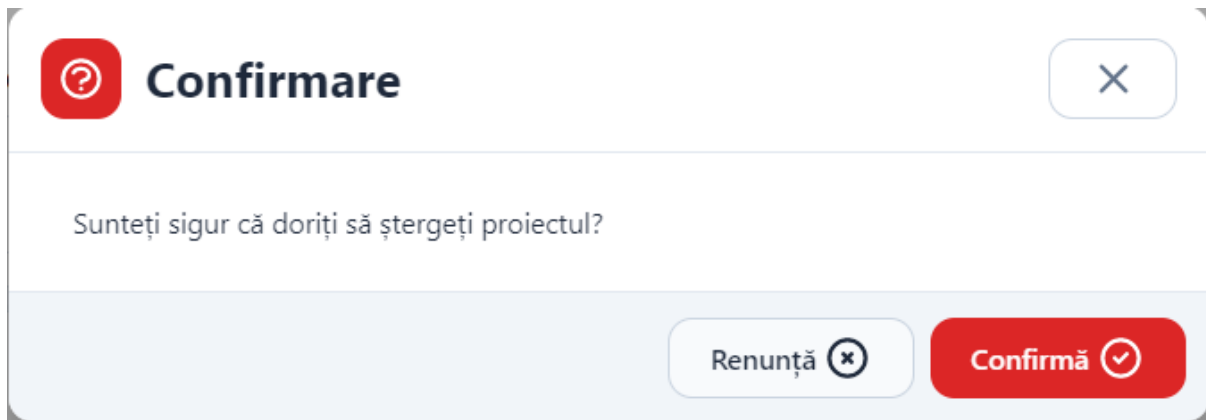 Confirmare
Sunteți sigur că doriți să ștergeți proiectul?
Renunță
Confirmă